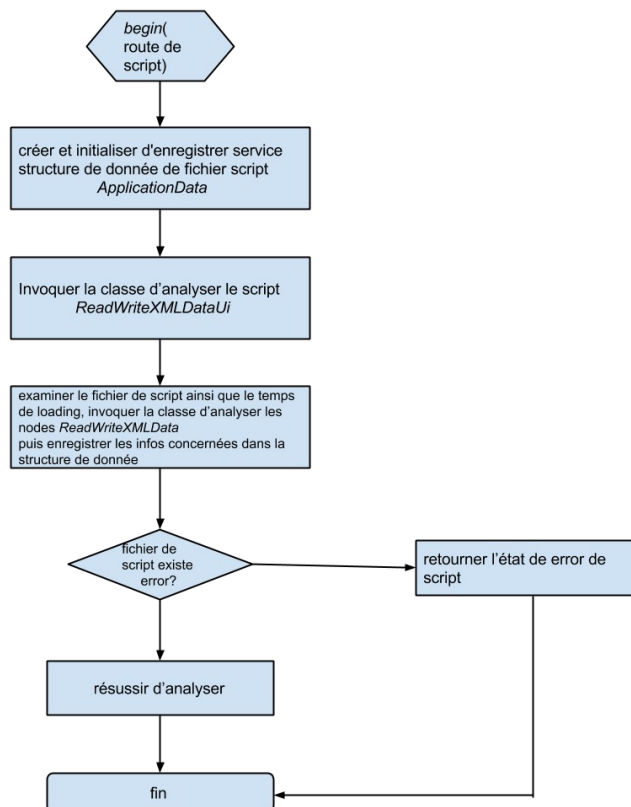 begin(
route de
script)
créer et initialiser d'enregistrer service
structure de donnée de fichier script
ApplicationData
Invoquer la classe d'analyser le script
ReadWriteXMLDataUi
examiner le fichier de script ainsi que le temps
de loading, invoquer la classe d'analyser les
nodes ReadWriteXMLData
puis enregistrer les infos concernées dans la
structure de donnée
fichier de
script existe
error?
retourner l'état de error de
script
résussir d'analyser
fin